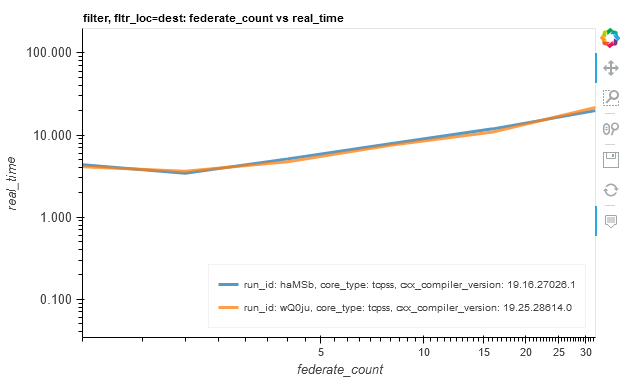 filter, fltr_loc=dest: federate_count vs real_time
100.000
10.000
1.000
0.100
real_time
run_id: haMSb, core_type: tcpss, cxx_compiler_version: 19.16.27026.1
run_id: wQ0ju, core_type: tcpss, cxx_compiler_version: 19.25.28614.0
5 10 15 20 25 30
federate_count